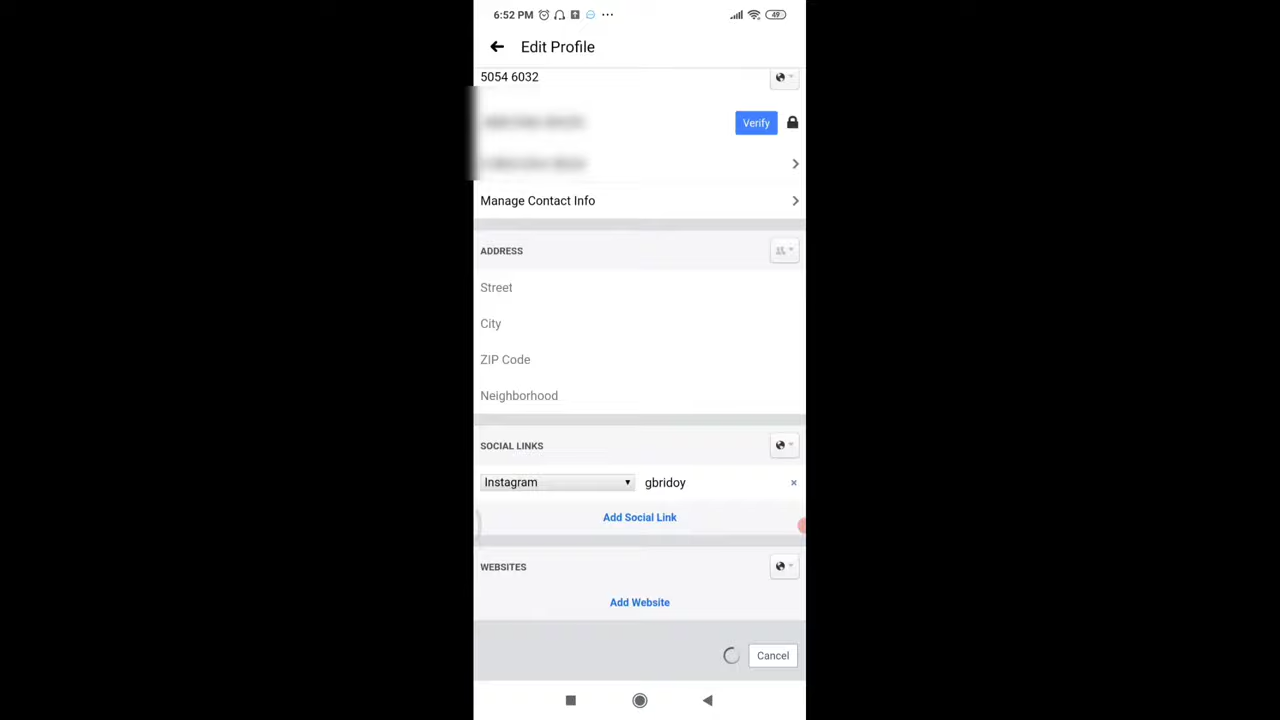 6:52 PM ... 49
Edit Profile
5054 6032
Verify
Manage Contact Info
ADDRESS
Street
City
ZIP Code
Neighborhood
SOCIAL LINKS
Instagram gbridoy ×
Add Social Link
WEBSITES
Add Website
Cancel